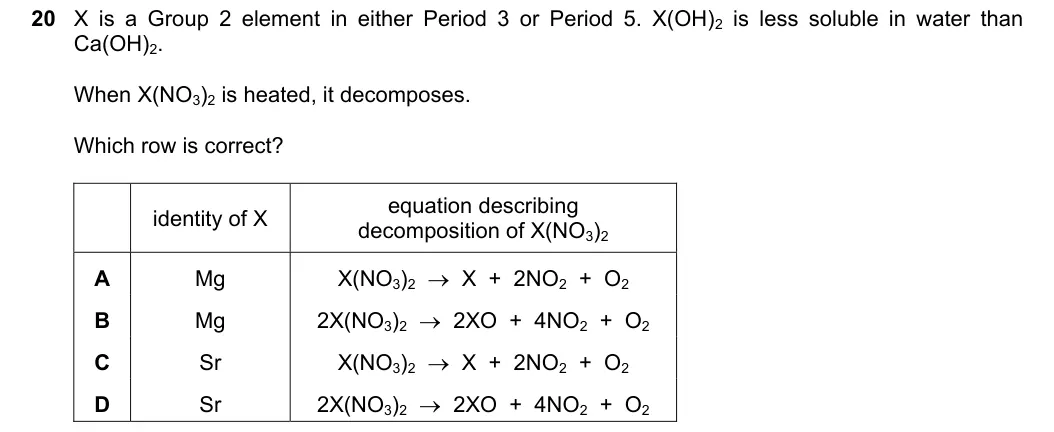 20 X is a Group 2 element in either Period 3 or Period 5. X(OH)₂ is less soluble in water than
Ca(OH)₂.
When X(NO₃)₂ is heated, it decomposes.
Which row is correct?
identity of X
equation describing
decomposition of X(NO₃)₂
A Mg X(NO₃)₂ → X + 2NO₂ + O₂
B Mg 2X(NO₃)₂ → 2XO + 4NO₂ + O₂
C Sr X(NO₃)₂ → X + 2NO₂ + O₂
D Sr 2X(NO₃)₂ → 2XO + 4NO₂ + O₂